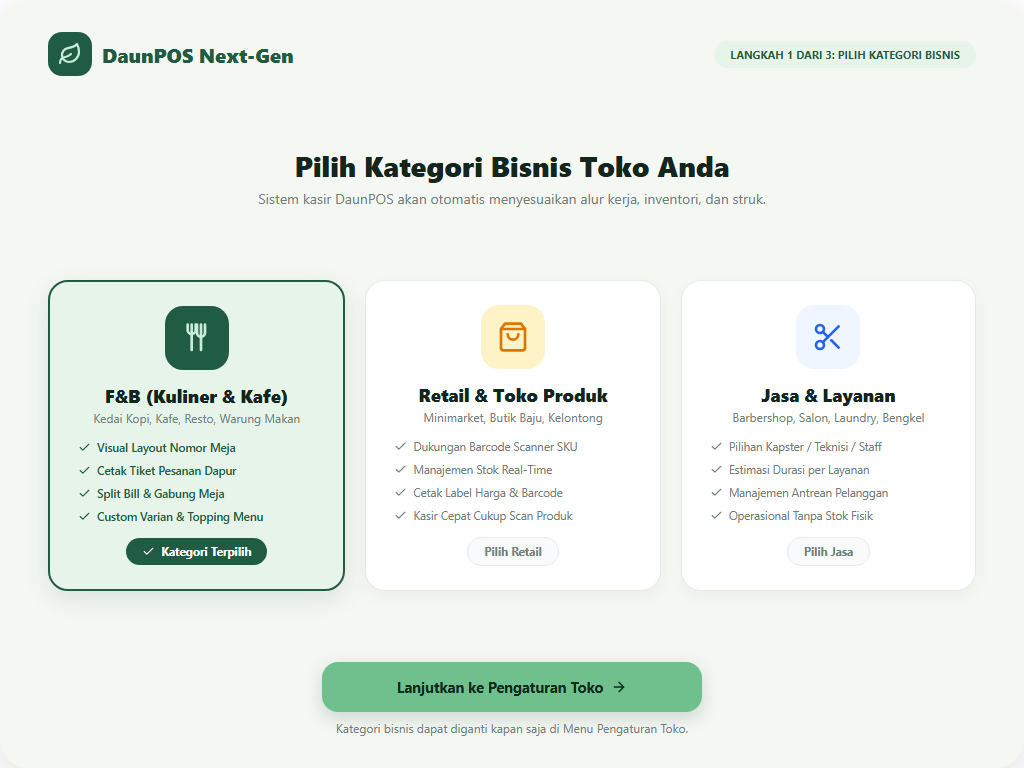 DaunPOS Next-Gen
LANGKAH 1 DARI 3: PILIH KATEGORI BISNIS
Pilih Kategori Bisnis Toko Anda
Sistem kasir DaunPOS akan otomatis menyesuaikan alur kerja, inventori, dan struk.
F&B (Kuliner & Kafe)
Kedai Kopi, Kafe, Resto, Warung Makan
Visual Layout Nomor Meja
Cetak Tiket Pesanan Dapur
Split Bill & Gabung Meja
Custom Varian & Topping Menu
Kategori Terpilih
Retail & Toko Produk
Minimarket, Butik Baju, Kelontong
Dukungan Barcode Scanner SKU
Manajemen Stok Real-Time
Cetak Label Harga & Barcode
Kasir Cepat Cukup Scan Produk
Pilih Retail
Jasa & Layanan
Barbershop, Salon, Laundry, Bengkel
Pilihan Kapster / Teknisi / Staff
Estimasi Durasi per Layanan
Manajemen Antrean Pelanggan
Operasional Tanpa Stok Fisik
Pilih Jasa
Lanjutkan ke Pengaturan Toko →
Kategori bisnis dapat diganti kapan saja di Menu Pengaturan Toko.